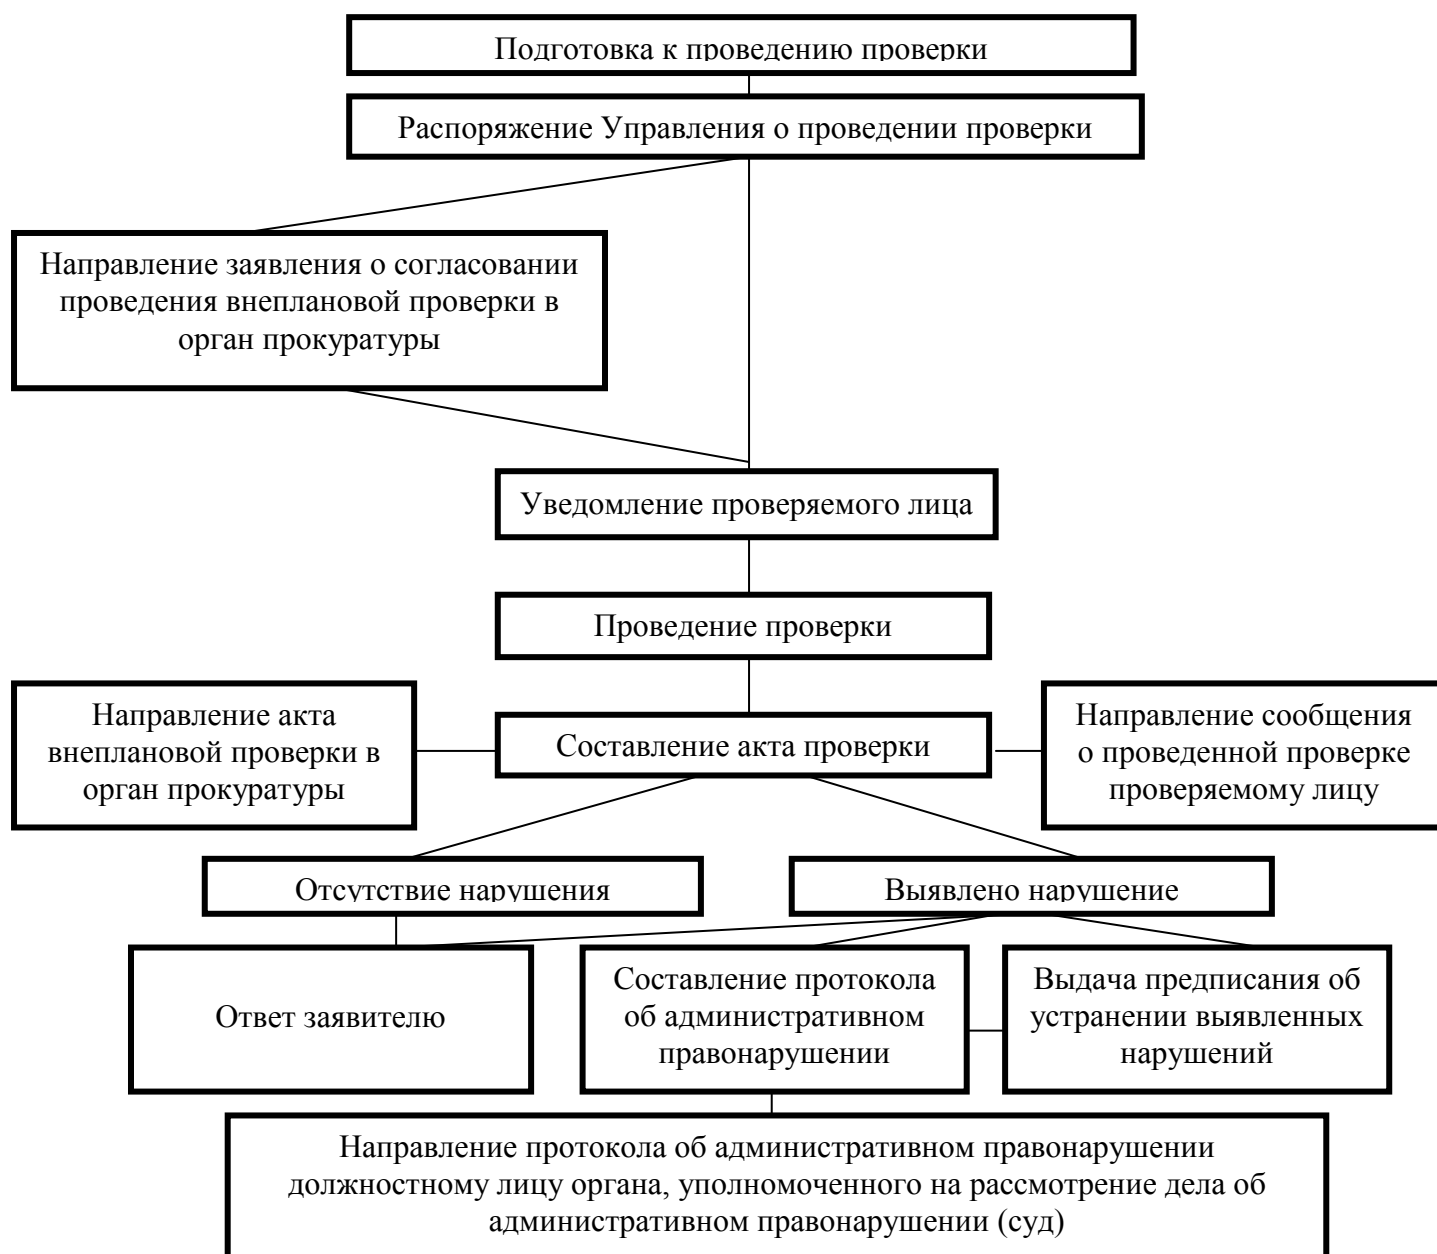 Подготовка к проведению проверки
Распоряжение Управления о проведении проверки
Направление заявления о согласовании
проведения внеплановой проверки в
орган прокуратуры
Уведомление проверяемого лица
Проведение проверки
Направление акта
внеплановой проверки в
орган прокуратуры
Составление акта проверки
Направление сообщения
о проведенной проверке
проверяемому лицу
Отсутствие нарушения
Выявлено нарушение
Ответ заявителю
Составление протокола
об административном
правонарушении
Выдача предписания об
устранении выявленных
нарушений
Направление протокола об административном правонарушении
должностному лицу органа, уполномоченного на рассмотрение дела об
административном правонарушении (суд)